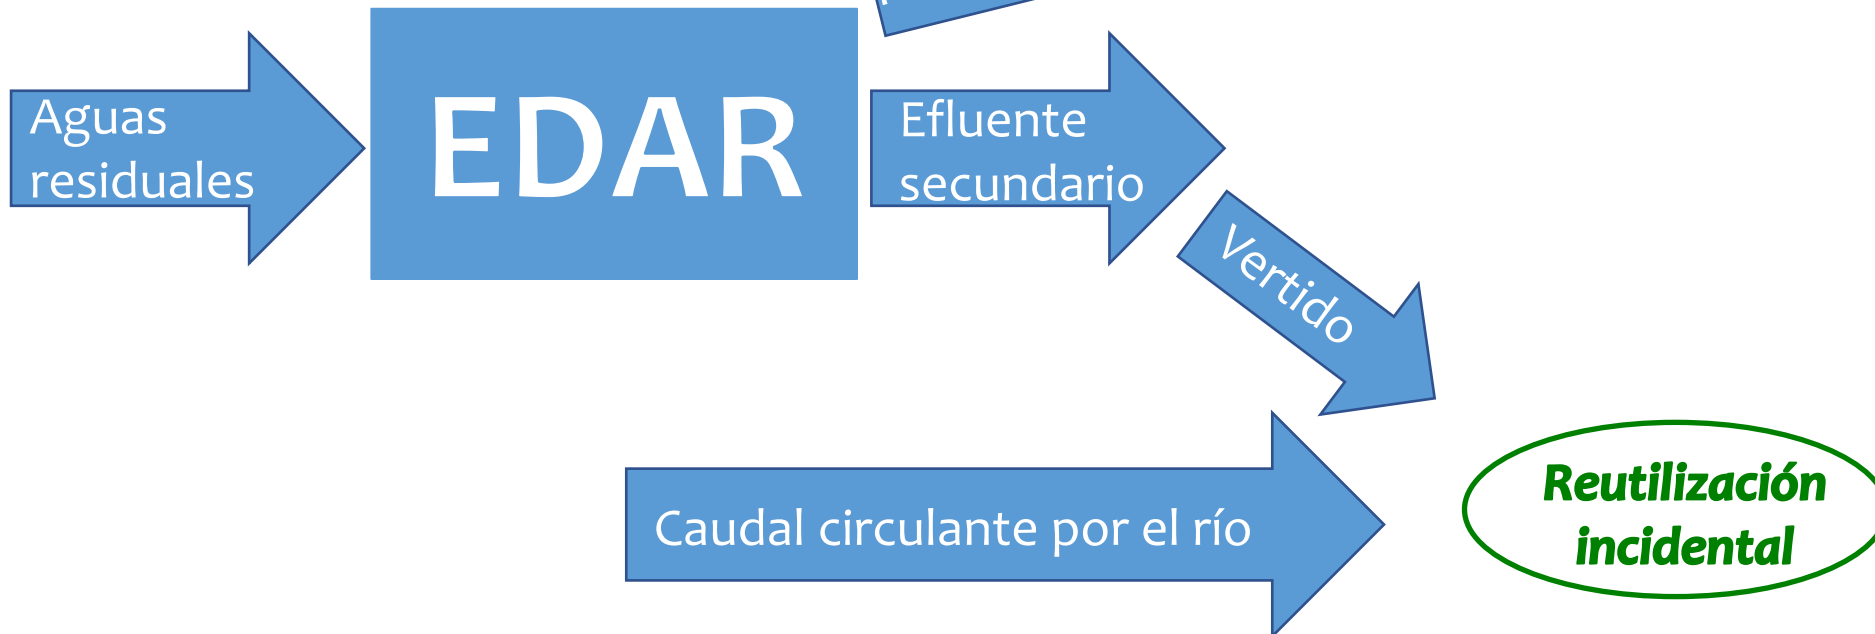 Aguas
residuales
EDAR
Efluente
secundario
Vertido
Caudal circulante por el río
Reutilización
incidental